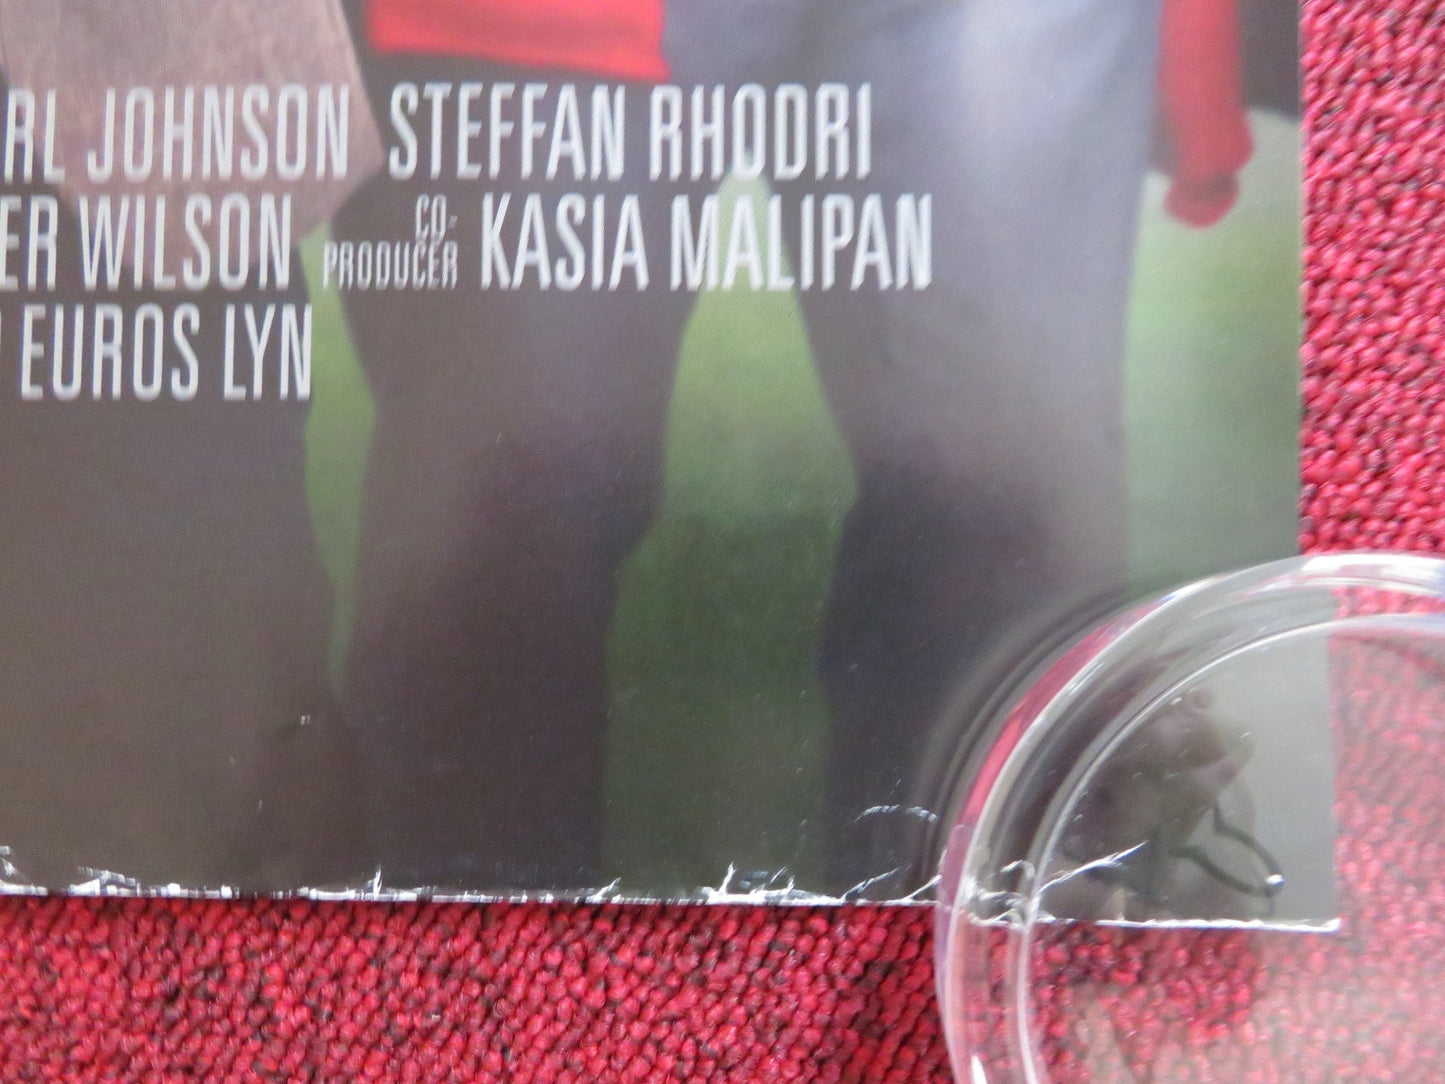 RL JOHNSON STEFFAN RHODRI
ER WILSON CO-PRODUCER KASIA MALIPAN
EUROS LYN